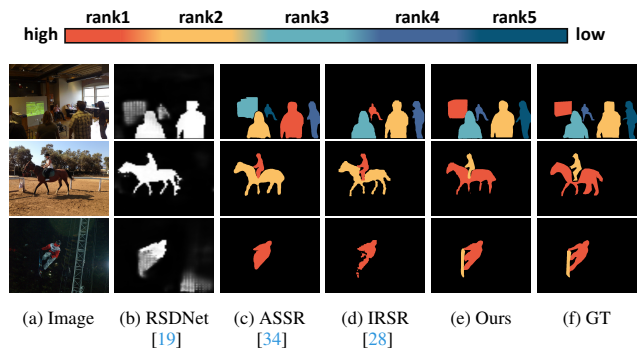 rank1 rank2 rank3 rank4 rank5
high low
(a) Image (b) RSDNet (c) ASSR (d) IRSR (e) Ours (f) GT
[19] [34] [28]